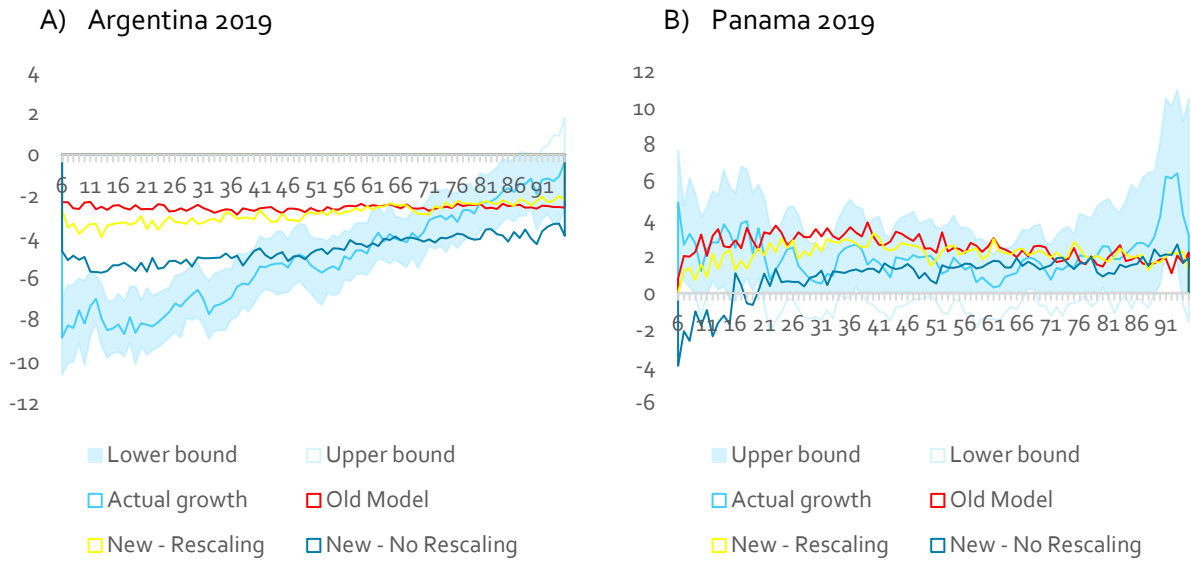 A) Argentina 2019
4
2
0
-2
-4
-6
-8
-10
-12
6 11 16 21 26 31 36 41 46 51 56 61 66 71 76 81 86 91
Lower bound Upper bound
Actual growth Old Model
New - Rescaling New - No Rescaling
B) Panama 2019
12
10
8
6
4
2
0
-2
-4
-6
6 11 16 21 26 31 36 41 46 51 56 61 66 71 76 81 86 91
Upper bound Lower bound
Actual growth Old Model
New - Rescaling New - No Rescaling